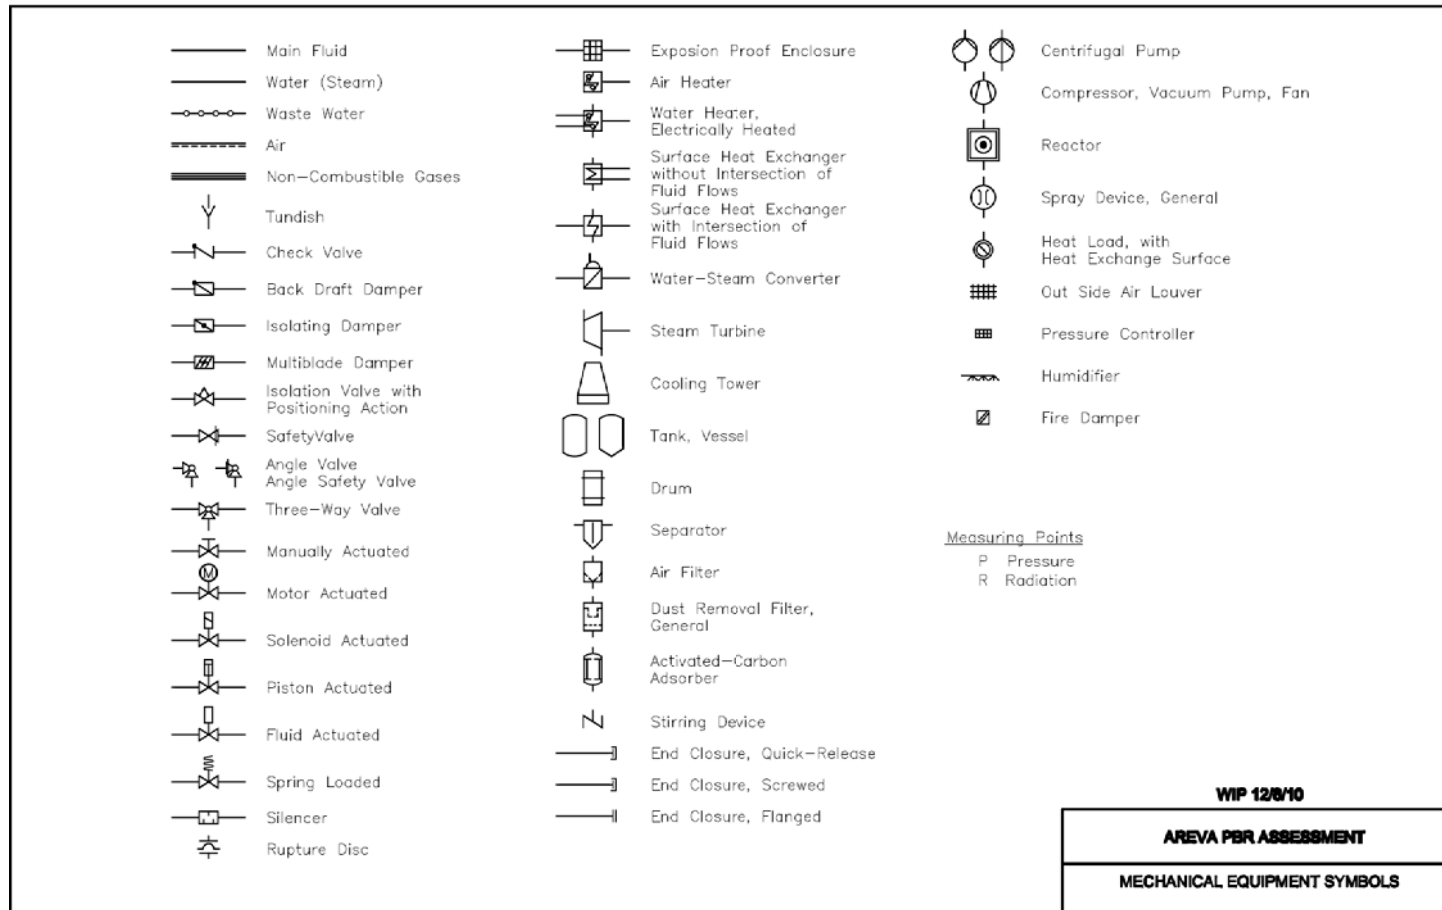 Main Fluid
Water (Steam)
Waste Water
Air
Non-Combustible Gases
Tundish
Check Valve
Back Draft Damper
Isolating Damper
Multiblade Damper
Isolation Valve with
Positioning Action
SafetyValve
Angle Valve
Angle Safety Valve
Three-Way Valve
Manually Actuated
M
Motor Actuated
Solenoid Actuated
Piston Actuated
Fluid Actuated
Spring Loaded
Silencer
Rupture Disc
Exposion Proof Enclosure
Air Heater
Water Heater,
Electrically Heated
Surface Heat Exchanger
without Intersection of
Fluid Flows
Surface Heat Exchanger
with Intersection of
Fluid Flows
Water-Steam Converter
Steam Turbine
Cooling Tower
Tank, Vessel
Drum
Separator
Air Filter
Dust Removal Filter,
General
Activated-Carbon
Adsorber
Stirring Device
End Closure, Quick-Release
End Closure, Screwed
End Closure, Flanged
Centrifugal Pump
Compressor, Vacuum Pump, Fan
Reactor
Spray Device, General
Heat Load, with
Heat Exchange Surface
Out Side Air Louver
Pressure Controller
Humidifier
Fire Damper
Measuring Points
P Pressure
R Radiation
WIP 12/8/10
AREVA PBR ASSESSMENT
MECHANICAL EQUIPMENT SYMBOLS